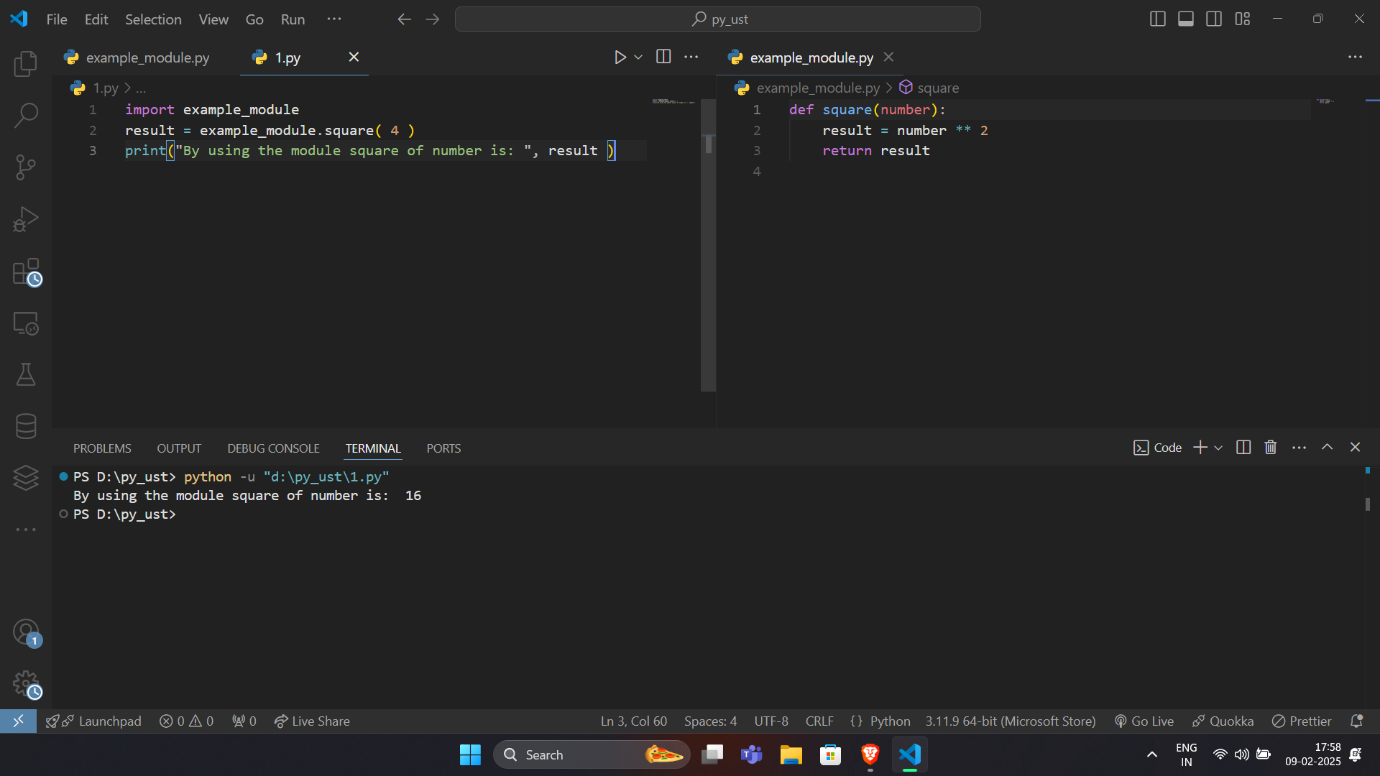 File Edit Selection View Go Run ··· py_ust
example_module.py 1.py
1.py > ...
1 import example_module
2 result = example_module.square( 4 )
3 print("By using the module square of number is: ", result )
example_module.py
example_module.py > square
1 def square(number):
2 result = number ** 2
3 return result
4
PROBLEMS OUTPUT DEBUG CONSOLE TERMINAL PORTS Code
PS D:\py_ust> python -u "d:\py_ust\1.py"
By using the module square of number is:  16
PS D:\py_ust>
1
Launchpad 0 0 0 Live Share Ln 3, Col 60 Spaces: 4 UTF-8 CRLF {} Python 3.11.9 64-bit (Microsoft Store) Go Live Quokka Prettier
Search ENG 17:58
IN 09-02-2025